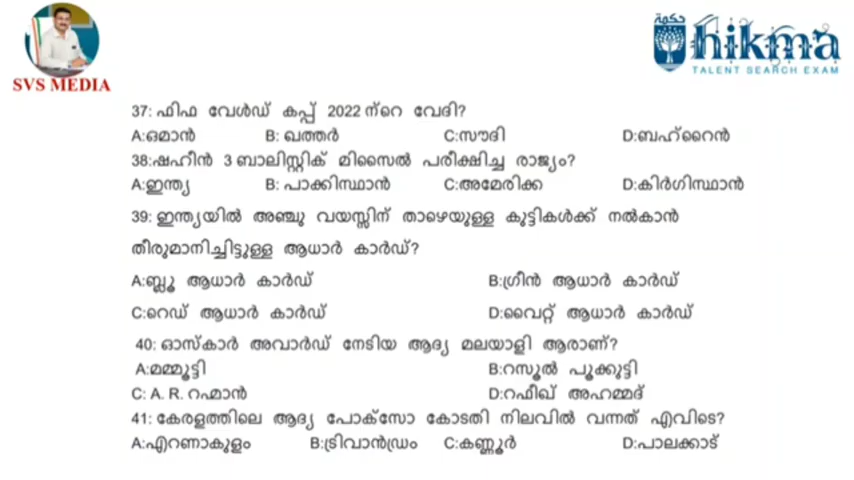 SVS MEDIA
حكمة
hikma
TALENT SEARCH EXAM
37: ഫിഫ വേൾഡ് കപ്പ് 2022 ന്റെ വേദി?
A:ഒമാൻ B: ഖത്തർ C:സൗദി D:ബഹ്റൈൻ
38:ഷഹീൻ 3 ബാലിസ്റ്റിക് മിസൈൽ പരീക്ഷിച്ച രാജ്യം?
A:ഇന്ത്യ B: പാക്കിസ്ഥാൻ C:അമേരിക്ക D:കിർഗിസ്ഥാൻ
39: ഇന്ത്യയിൽ അഞ്ചു വയസ്സിന് താഴെയുള്ള കുട്ടികൾക്ക് നൽകാൻ
തീരുമാനിച്ചിട്ടുള്ള ആധാർ കാർഡ്?
A:ബ്ലൂ ആധാർ കാർഡ് B:ഗ്രീൻ ആധാർ കാർഡ്
C:റെഡ് ആധാർ കാർഡ് D:വൈറ്റ് ആധാർ കാർഡ്
40: ഓസ്കാർ അവാർഡ് നേടിയ ആദ്യ മലയാളി ആരാണ്?
A:മമ്മൂട്ടി B:റസൂൽ പൂക്കുട്ടി
C: A. R. റഹ്മാൻ D:റഫീഖ് അഹമ്മദ്
41: കേരളത്തിലെ ആദ്യ പോക്സോ കോടതി നിലവിൽ വന്നത് എവിടെ?
A:എറണാകുളം B:ട്രിവാൻഡ്രം C:കണ്ണൂർ D:പാലക്കാട്